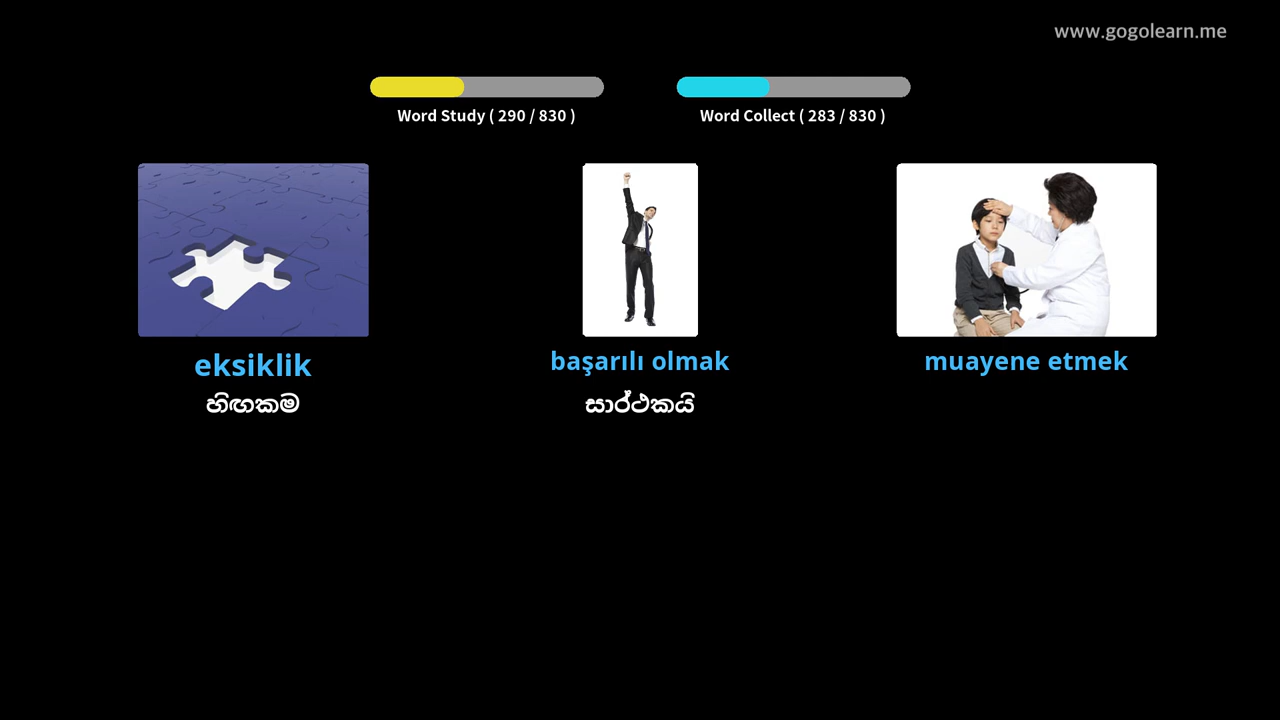 www.gogolearn.me
Word Study ( 290 / 830 )
Word Collect ( 283 / 830 )
eksiklik
başarılı olmak
muayene etmek
හිඟකම
සාර්ථකයි